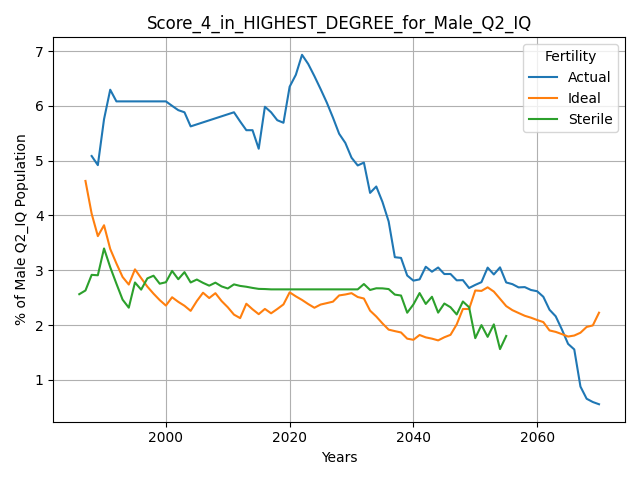 Score_4_in_HIGHEST_DEGREE_for_Male_Q2_IQ
Fertility
Actual
Ideal
Sterile
% of Male Q2_IQ Population
7
6
5
4
3
2
1
2000 2020 2040 2060
Years